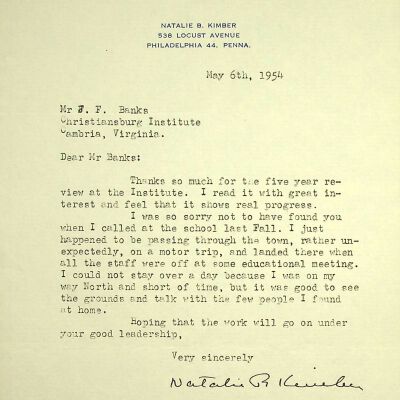 NATALIE B. KIMBER
538 LOCUST AVENUE
PHILADELPHIA 44, PENNA.
May 6th, 1954
Mr F. F. Banks
Christiansburg Institute
Cambria, Virginia.
Dear Mr Banks:
Thanks so much for the five year re-
view at the Institute. I read it with great in-
terest and feel that it shows real progress.
I was so sorry not to have found you
when I called at the school last Fall. I just
happened to be passing through the town, rather un-
expectedly, on a motor trip, and landed there when
all the staff were off at some educational meeting.
I could not stay over a day because I was on my
way North and short of time, but it was good to see
the grounds and talk with the few people I found
at home.
Hoping that the work will go on under
your good leadership,
Very sincerely
Natalie B Kimber